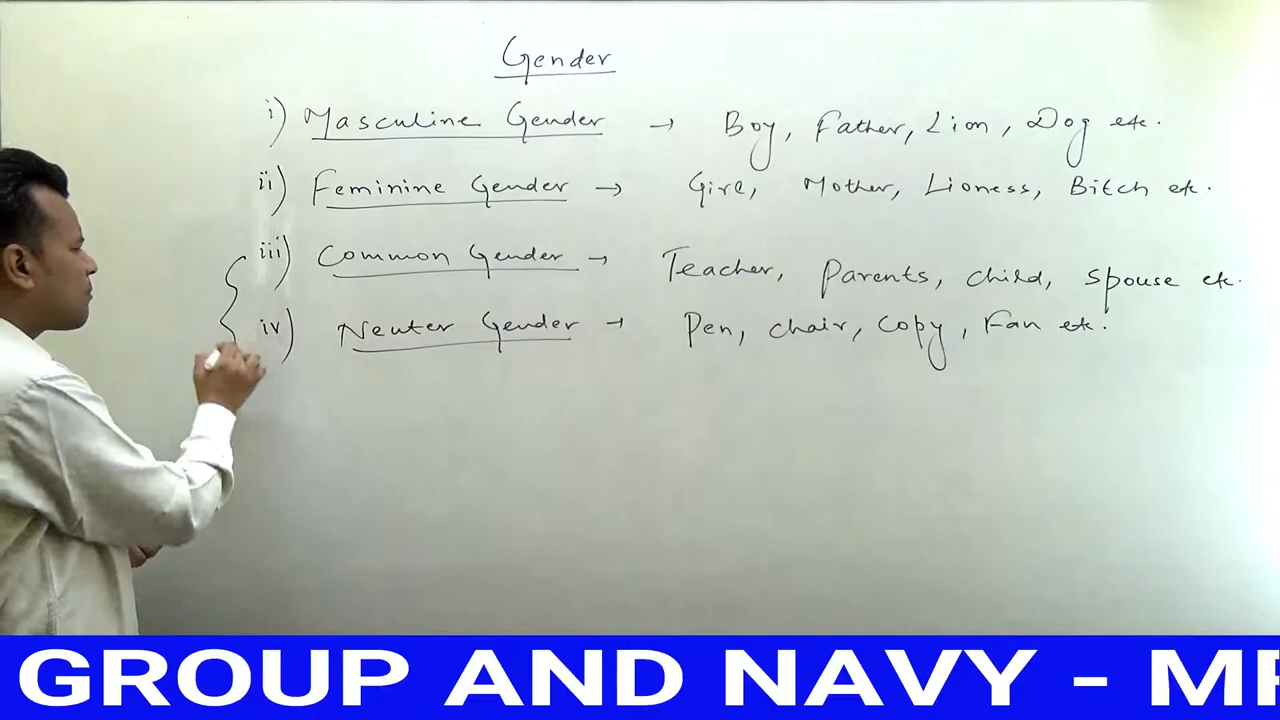 Gender
i) Masculine Gender → Boy, Father, Lion, Dog etc.
ii) Feminine Gender → Girl, Mother, Lioness, Bitch etc.
iii) Common Gender → Teacher, Parents, child, spouse etc.
iv) Neuter Gender → Pen, chair, Copy, Fan etc.
GROUP AND NAVY - MR